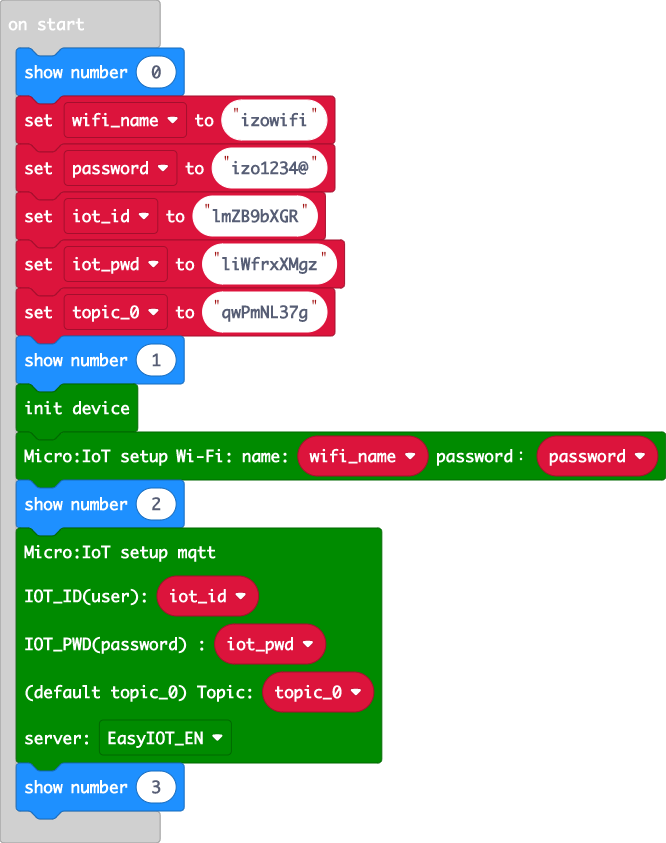 on start
show number 0
set wifi_name to "izowifi"
set password to "izo1234@"
set iot_id to "lmZB9bXGR"
set iot_pwd to "liWfrxXMgz"
set topic_0 to "qwPmNL37g"
show number 1
init device
Micro:IoT setup Wi-Fi: name: wifi_name password： password
show number 2
Micro:IoT setup mqtt
IOT_ID(user): iot_id
IOT_PWD(password) : iot_pwd
(default topic_0) Topic: topic_0
server: EasyIOT_EN
show number 3